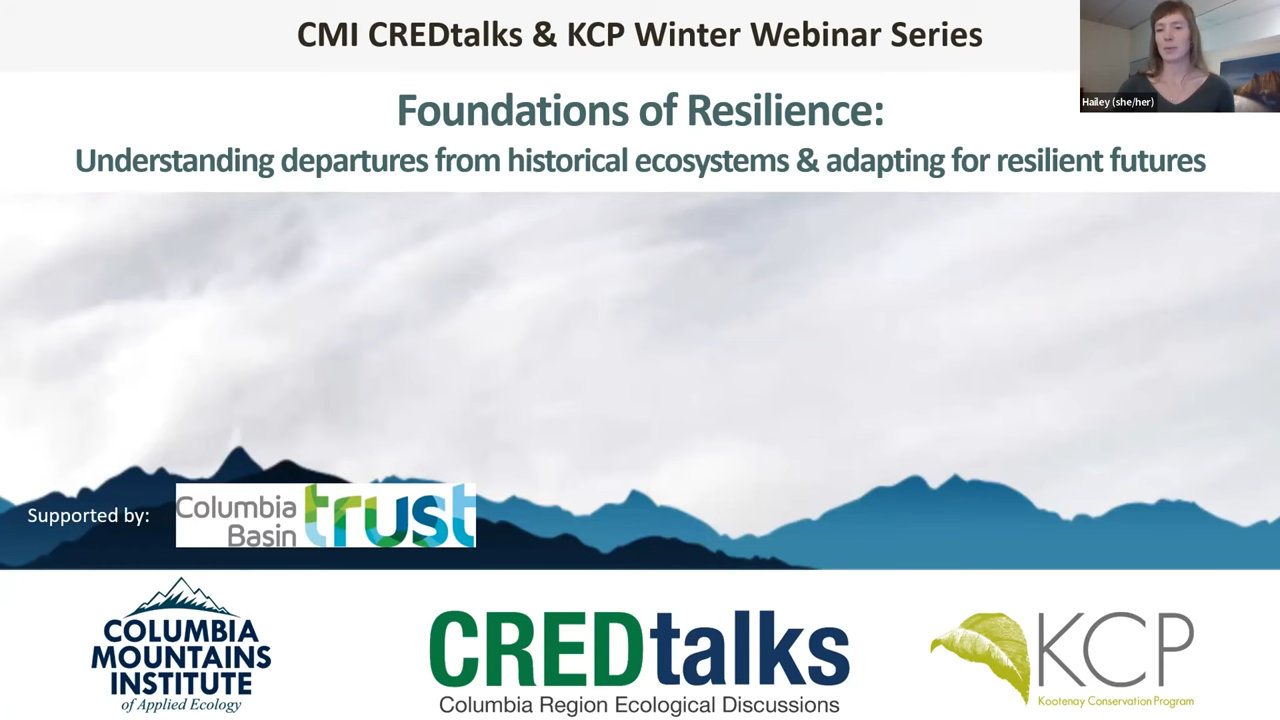 CMI CREDtalks & KCP Winter Webinar Series
Hailey (she/her)
Foundations of Resilience:
Understanding departures from historical ecosystems & adapting for resilient futures
Supported by:
Columbia
Basin
trust
COLUMBIA
MOUNTAINS
INSTITUTE
of Applied Ecology
CREDtalks
Columbia Region Ecological Discussions
KCP
Kootenay Conservation Program